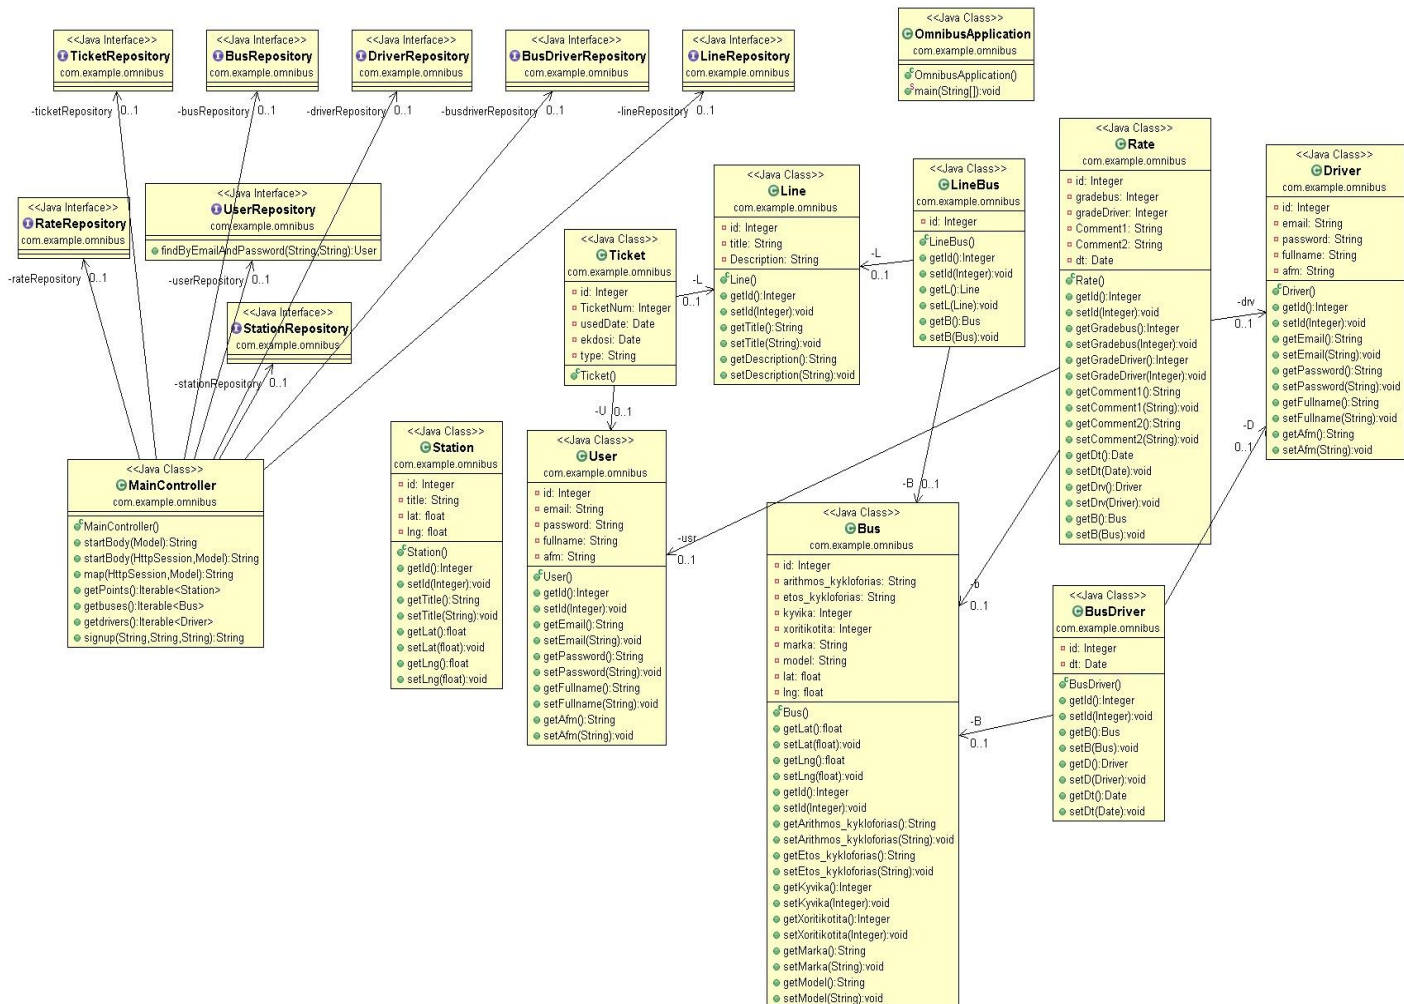 <<Java Interface>>
TicketRepository
com.example.omnibus
<<Java Interface>>
BusRepository
com.example.omnibus
<<Java Interface>>
DriverRepository
com.example.omnibus
<<Java Interface>>
BusDriverRepository
com.example.omnibus
<<Java Interface>>
LineRepository
com.example.omnibus
<<Java Class>>
OmnibusApplication
com.example.omnibus
OmnibusApplication()
main(String[]):void
-ticketRepository 0..1
-busRepository 0..1
-driverRepository 0..1
-busdriverRepository 0..1
-lineRepository 0..1
<<Java Interface>>
RateRepository
com.example.omnibus
-rateRepository 0..1
<<Java Interface>>
UserRepository
com.example.omnibus
findByEmailAndPassword(String,String):User
-userRepository 0..1
<<Java Interface>>
StationRepository
com.example.omnibus
-stationRepository 0..1
<<Java Class>>
MainController
com.example.omnibus
MainController()
startBody(Model):String
startBody(HttpSession,Model):String
map(HttpSession,Model):String
getPoints():Iterable<Station>
getbuses():Iterable<Bus>
getdrivers():Iterable<Driver>
signup(String,String,String):String
<<Java Class>>
Station
com.example.omnibus
id: Integer
title: String
lat: float
lng: float
Station()
getId():Integer
setId(Integer):void
getTitle():String
setTitle(String):void
getLat():float
setLat(float):void
getLng():float
setLng(float):void
<<Java Class>>
Ticket
com.example.omnibus
id: Integer
TicketNum: Integer
usedDate: Date
ekdosi: Date
type: String
Ticket()
-L
0..1
-U 0..1
<<Java Class>>
User
com.example.omnibus
id: Integer
email: String
password: String
fullname: String
afm: String
User()
getId():Integer
setId(Integer):void
getEmail():String
setEmail(String):void
getPassword():String
setPassword(String):void
getFullname():String
setFullname(String):void
getAfm():String
setAfm(String):void
<<Java Class>>
Line
com.example.omnibus
id: Integer
title: String
Description: String
Line()
getId():Integer
setId(Integer):void
getTitle():String
setTitle(String):void
getDescription():String
setDescription(String):void
-L
0..1
<<Java Class>>
LineBus
com.example.omnibus
id: Integer
LineBus()
getId():Integer
setId(Integer):void
getL():Line
setL(Line):void
getB():Bus
setB(Bus):void
-B 0..1
-usr
0..1
<<Java Class>>
Bus
com.example.omnibus
id: Integer
arithmos_kykloforias: String
etos_kykloforias: String
kyvika: Integer
xoritikotita: Integer
marka: String
model: String
lat: float
lng: float
Bus()
getLat():float
setLat(float):void
getLng():float
setLng(float):void
getId():Integer
setId(Integer):void
getArithmos_kykloforias():String
setArithmos_kykloforias(String):void
getEtos_kykloforias():String
setEtos_kykloforias(String):void
getKyvika():Integer
setKyvika(Integer):void
getXoritikotita():Integer
setXoritikotita(Integer):void
getMarka():String
setMarka(String):void
getModel():String
setModel(String):void
<<Java Class>>
Rate
com.example.omnibus
id: Integer
gradebus: Integer
gradeDriver: Integer
Comment1: String
Comment2: String
dt: Date
Rate()
getId():Integer
setId(Integer):void
getGradebus():Integer
setGradebus(Integer):void
getGradeDriver():Integer
setGradeDriver(Integer):void
getComment1():String
setComment1(String):void
getComment2():String
setComment2(String):void
getDt():Date
setDt(Date):void
getDrv():Driver
setDrv(Driver):void
getB():Bus
setB(Bus):void
-drv
0..1
-b
0..1
<<Java Class>>
Driver
com.example.omnibus
id: Integer
email: String
password: String
fullname: String
afm: String
Driver()
getId():Integer
setId(Integer):void
getEmail():String
setEmail(String):void
getPassword():String
setPassword(String):void
getFullname():String
setFullname(String):void
getAfm():String
setAfm(String):void
-D
0..1
<<Java Class>>
BusDriver
com.example.omnibus
id: Integer
dt: Date
BusDriver()
getId():Integer
setId(Integer):void
getB():Bus
setB(Bus):void
getD():Driver
setD(Driver):void
getDt():Date
setDt(Date):void
-B
0..1